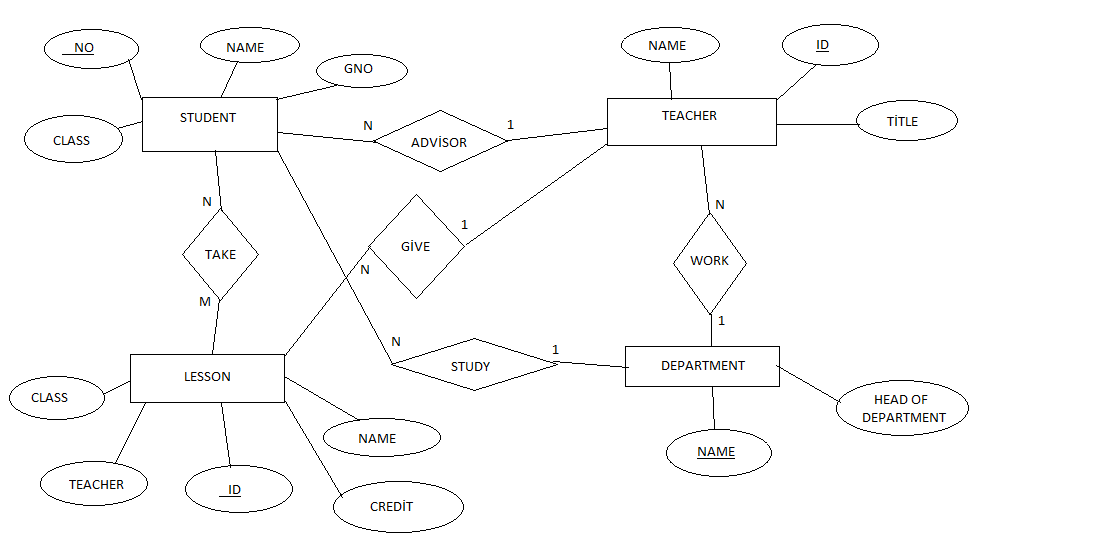 NO
NAME
GNO
CLASS
STUDENT
NAME
ID
TİTLE
TEACHER
N
ADVİSOR
1
N
TAKE
M
1
GİVE
N
N
WORK
1
N
STUDY
1
LESSON
CLASS
TEACHER
ID
NAME
CREDİT
DEPARTMENT
HEAD OF
DEPARTMENT
NAME